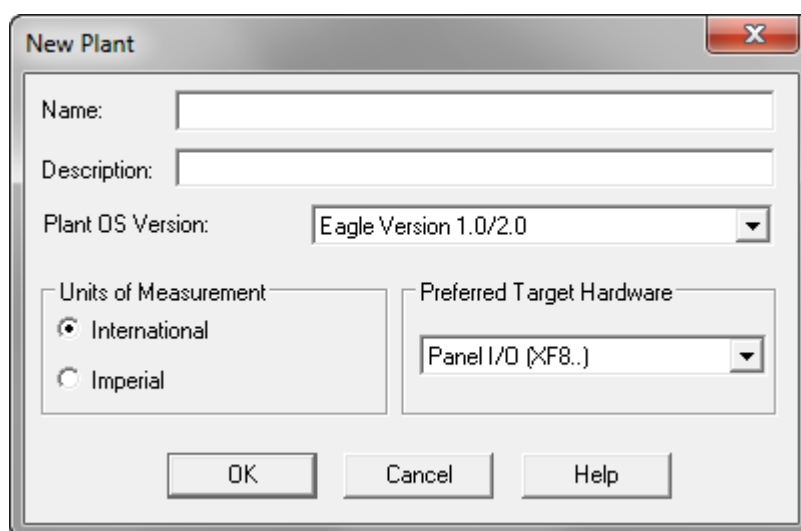 New Plant
Name:
Description:
Plant OS Version: Eagle Version 1.0/2.0
Units of Measurement
International
Imperial
Preferred Target Hardware
Panel I/O (XF8..)
OK Cancel Help